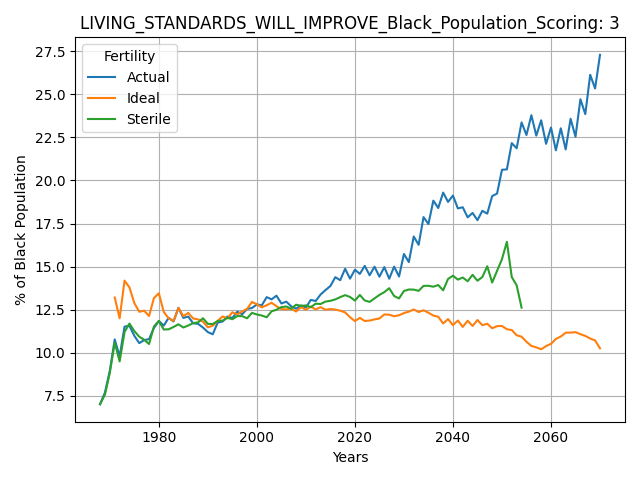 LIVING_STANDARDS_WILL_IMPROVE_Black_Population_Scoring: 3
Fertility
Actual
Ideal
Sterile
% of Black Population
27.5
25.0
22.5
20.0
17.5
15.0
12.5
10.0
7.5
1980 2000 2020 2040 2060
Years